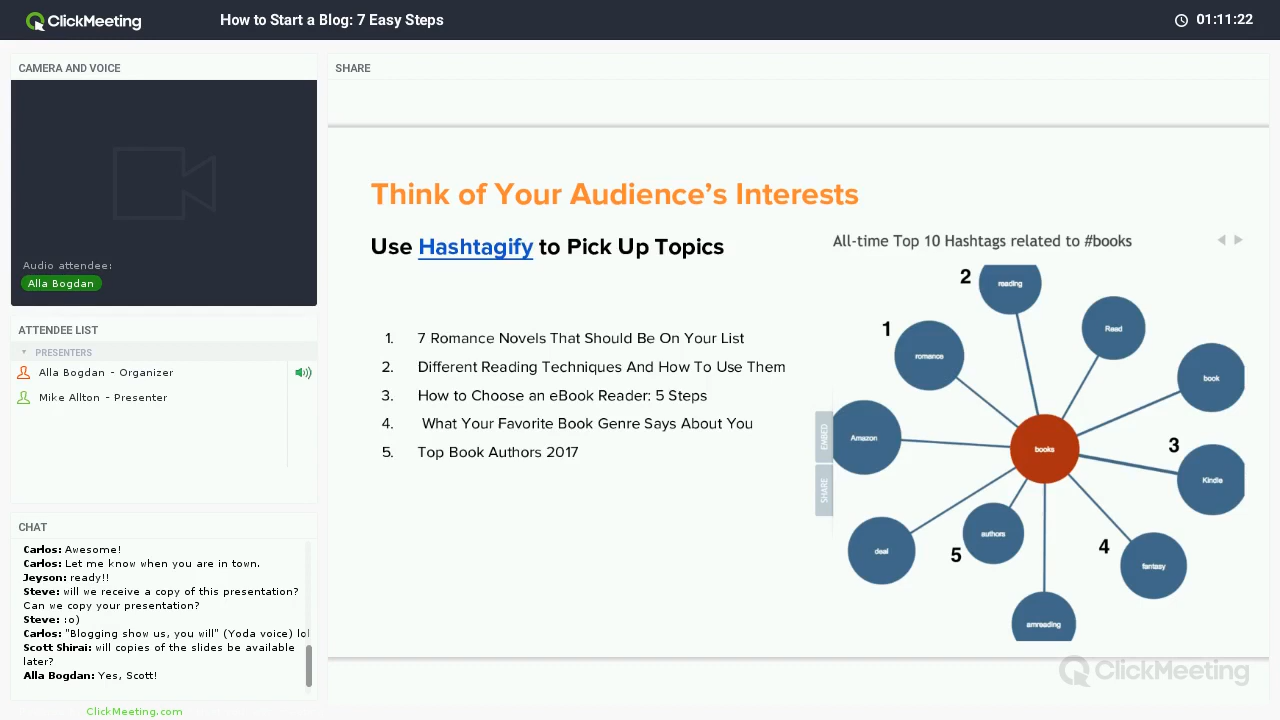 ClickMeeting
How to Start a Blog: 7 Easy Steps
01:11:22
CAMERA AND VOICE
Audio attendee:
Alla Bogdan
ATTENDEE LIST
PRESENTERS
Alla Bogdan - Organizer
Mike Allton - Presenter
CHAT
Carlos: Awesome!
Carlos: Let me know when you are in town.
Jeyson: ready!!
Steve: will we receive a copy of this presentation?
Can we copy your presentation?
Steve: :o)
Carlos: "Blogging show us, you will" (Yoda voice) lol
Scott Shirai: will copies of the slides be available
later?
Alla Bogdan: Yes, Scott!
ClickMeeting.com
SHARE
Think of Your Audience's Interests
Use Hashtagify to Pick Up Topics
1. 7 Romance Novels That Should Be On Your List
2. Different Reading Techniques And How To Use Them
3. How to Choose an eBook Reader: 5 Steps
4. What Your Favorite Book Genre Says About You
5. Top Book Authors 2017
All-time Top 10 Hashtags related to #books
2
reading
Read
1
romance
book
Amazon
books
3
Kindle
EMBED
SHARE
authors
5
deal
4
fantasy
amreading
ClickMeeting